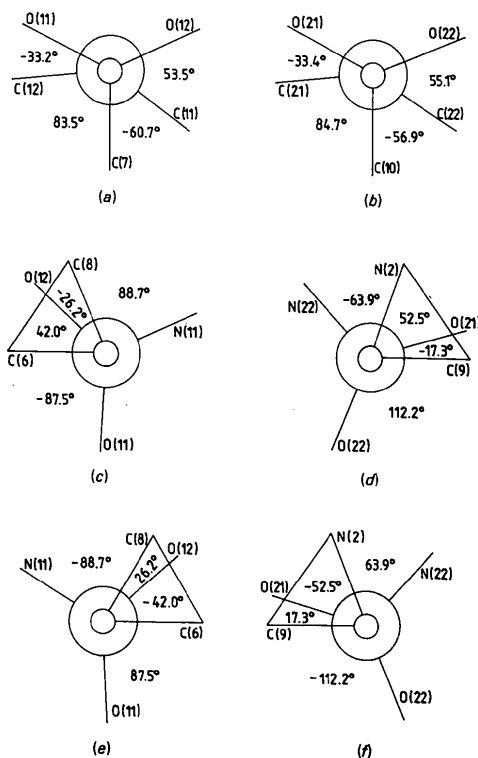 O(11) O(12)
-33.2° 53.5°
C(12) C(11)
83.5° -60.7°
C(7)
(a)
O(21) O(22)
-33.4° 55.1°
C(21) C(22)
84.7° -56.9°
C(10)
(b)
C(8)
O(12) 88.7°
-26.2°
42.0° N(11)
C(6)
-87.5°
O(11)
(c)
N(2)
N(22) -63.9°
52.5° O(21)
-17.3°
C(9)
112.2°
O(22)
(d)
C(8)
N(11) -88.7° O(12)
26.2°
-42.0°
C(6)
87.5°
O(11)
(e)
N(2)
63.9°
O(21) -52.5° N(22)
17.3°
C(9)
-112.2°
O(22)
(f)